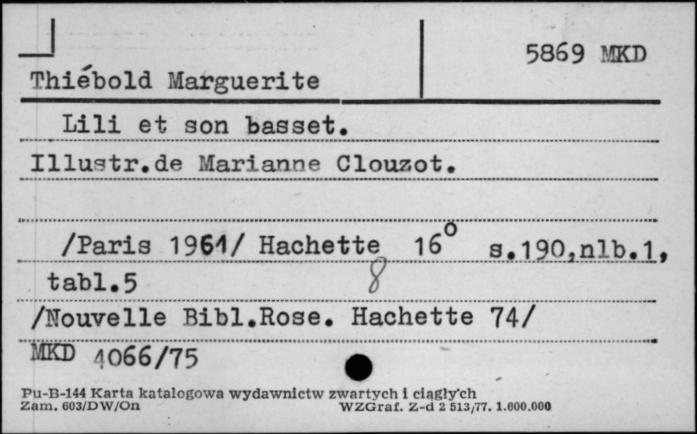 5869 MKD
Thiébold Marguerite
Lili et son basset.
Illustr.de Marianne Clouzot.
/Paris 1961/ Hachette 16° s.190,nlb.1,
tabl.5 8
/Nouvelle Bibl.Rose. Hachette 74/
MKD 4066/75
Pu-B-144 Karta katalogowa wydawnictw zwartych i ciągłych
Zam. 603/DW/On WZGraf. Z-d 2 513/77. 1.000.000